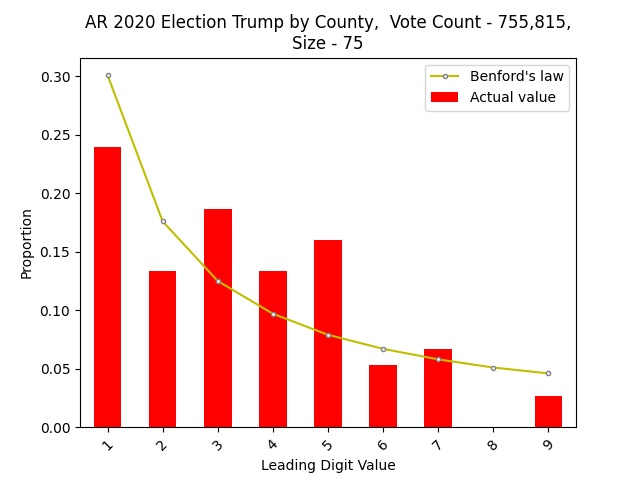 AR 2020 Election Trump by County,  Vote Count - 755,815,
Size - 75
Benford's law
Actual value
Proportion
0.30
0.25
0.20
0.15
0.10
0.05
0.00
1 2 3 4 5 6 7 8 9
Leading Digit Value